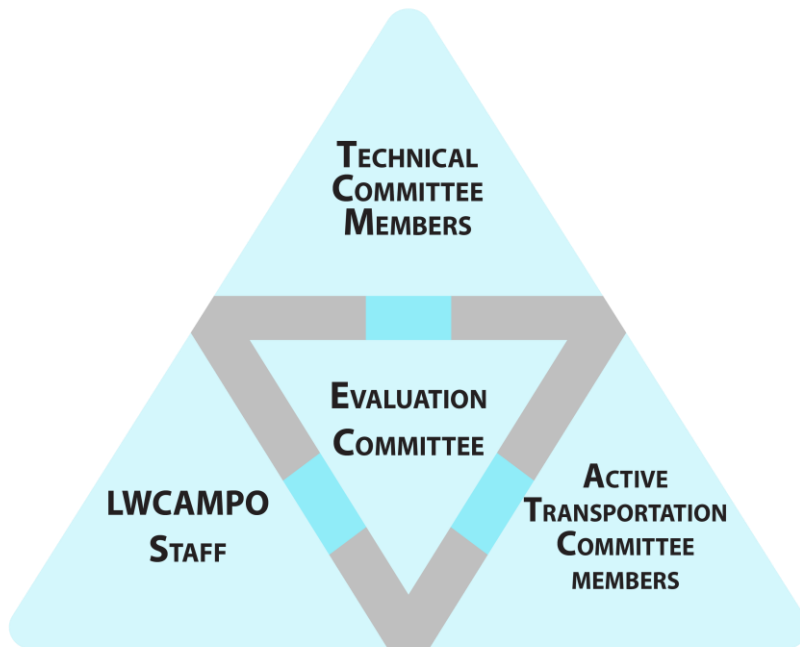 TECHNICAL
COMMITTEE
MEMBERS
EVALUATION
COMMITTEE
LWCAMPO
STAFF
ACTIVE
TRANSPORTATION
COMMITTEE
MEMBERS